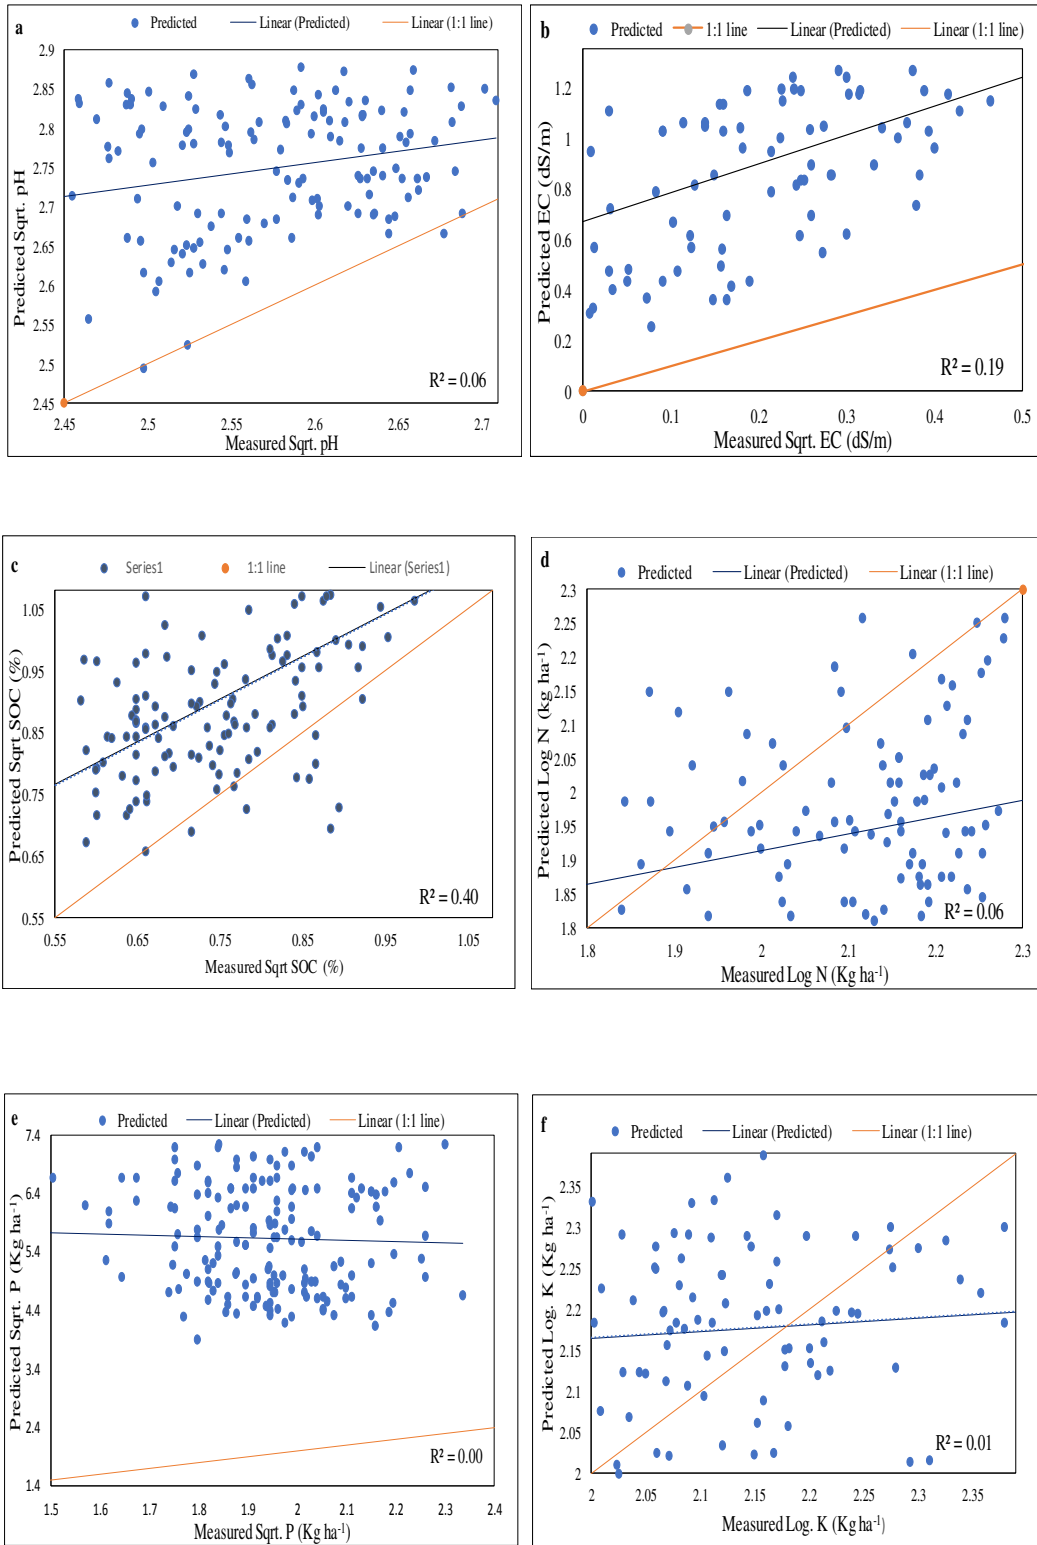 a
Predicted Linear (Predicted) Linear (1:1 line)
Predicted Sqrt. pH
2.9
2.85
2.8
2.75
2.7
2.65
2.6
2.55
2.5
2.45
R² = 0.06
2.45 2.5 2.55 2.6 2.65 2.7
Measured Sqrt. pH
b
Predicted 1:1 line Linear (Predicted) Linear (1:1 line)
Predicted EC (dS/m)
1.2
1
0.8
0.6
0.4
0.2
0
R² = 0.19
0 0.1 0.2 0.3 0.4 0.5
Measured Sqrt. EC (dS/m)
c
Series1 1:1 line Linear (Series1)
Predicted Sqrt SOC (%)
1.05
0.95
0.85
0.75
0.65
0.55
R² = 0.40
0.55 0.65 0.75 0.85 0.95 1.05
Measured Sqrt SOC (%)
d
Predicted Linear (Predicted) Linear (1:1 line)
Predicted Log N (kg ha⁻¹)
2.3
2.25
2.2
2.15
2.1
2.05
2
1.95
1.9
1.85
1.8
R² = 0.06
1.8 1.9 2 2.1 2.2 2.3
Measured Log N (Kg ha⁻¹)
e
Predicted Linear (Predicted) Linear (1:1 line)
Predicted Sqrt. P (Kg ha⁻¹)
7.4
6.4
5.4
4.4
3.4
2.4
1.4
R² = 0.00
1.5 1.6 1.7 1.8 1.9 2 2.1 2.2 2.3 2.4
Measured Sqrt. P (Kg ha⁻¹)
f
Predicted Linear (Predicted) Linear (1:1 line)
Predicted Log. K (Kg ha⁻¹)
2.35
2.3
2.25
2.2
2.15
2.1
2.05
2
R² = 0.01
2 2.05 2.1 2.15 2.2 2.25 2.3 2.35
Measured Log. K (Kg ha⁻¹)